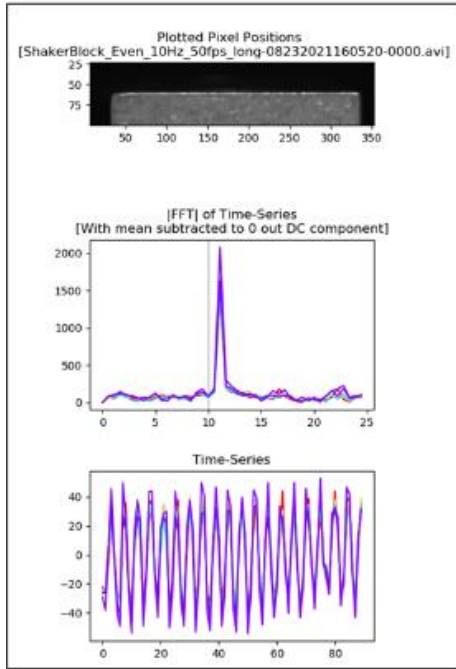 Plotted Pixel Positions
[ShakerBlock_Even_10Hz_50fps_long-08232021160520-0000.avi]
25
50
75
50 100 150 200 250 300 350
|FFT| of Time-Series
[With mean subtracted to 0 out DC component]
2000
1500
1000
500
0
0 5 10 15 20 25
Time-Series
40
20
0
−20
−40
0 20 40 60 80